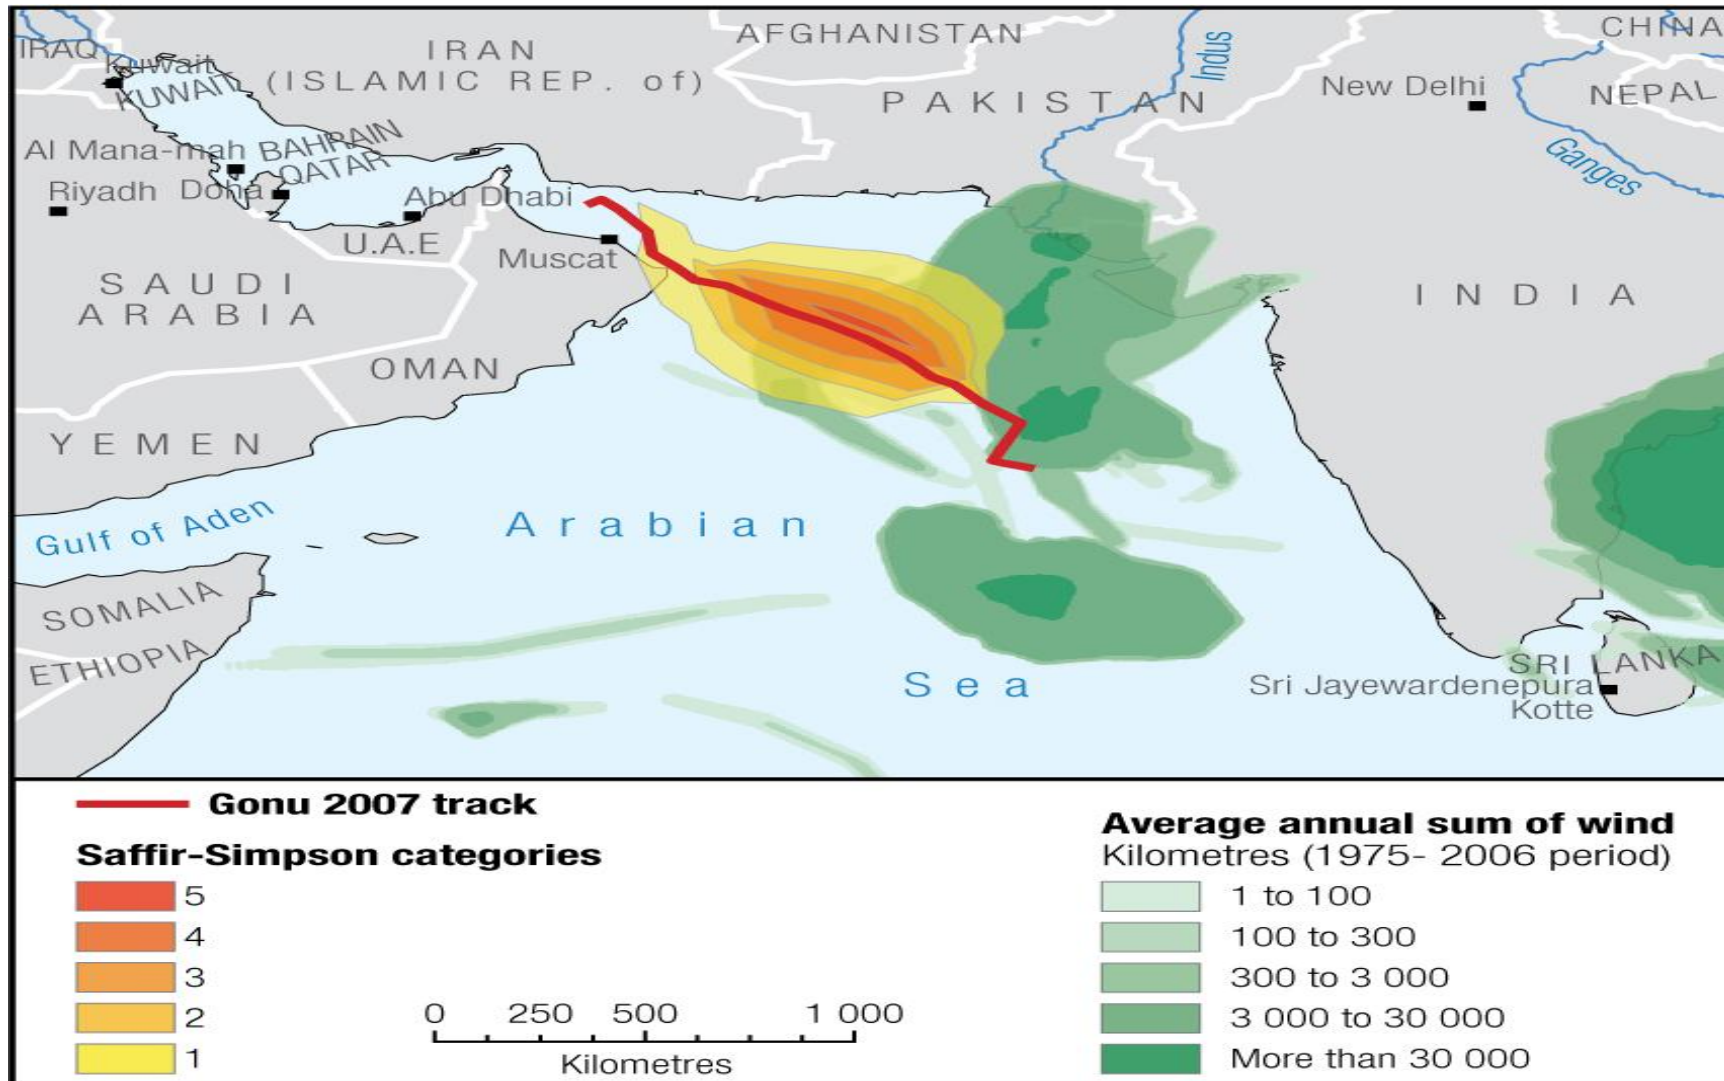 IRAQ
Kuwait
KUWAIT
IRAN
(ISLAMIC REP. of)
AFGHANISTAN
CHINA
Indus
New Delhi
NEPAL
PAKISTAN
Ganges
Al Mana-mah
BAHRAIN
QATAR
Riyadh
Doha
Abu Dhabi
U.A.E
Muscat
SAUDI
ARABIA
INDIA
OMAN
YEMEN
Gulf of Aden
Arabian
Sea
SOMALIA
ETHIOPIA
SRI LANKA
Sri Jayewardenepura
Kotte
Gonu 2007 track
Saffir-Simpson categories
5
4
3
2
1
0 250 500 1 000
Kilometres
Average annual sum of wind
Kilometres (1975- 2006 period)
1 to 100
100 to 300
300 to 3 000
3 000 to 30 000
More than 30 000